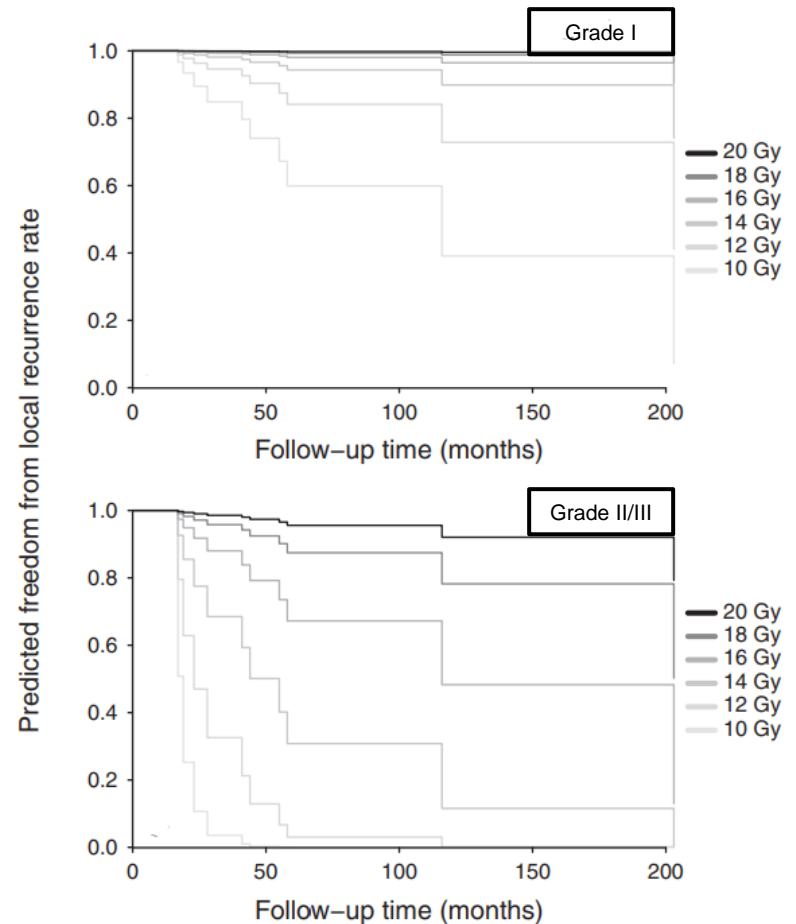 Predicted freedom from local recurrence rate
Grade I
1.0
0.8
0.6
0.4
0.2
0.0
0
50
100
150
200
Follow−up time (months)
20 Gy
18 Gy
16 Gy
14 Gy
12 Gy
10 Gy
Grade II/III
1.0
0.8
0.6
0.4
0.2
0.0
0
50
100
150
200
Follow−up time (months)
20 Gy
18 Gy
16 Gy
14 Gy
12 Gy
10 Gy